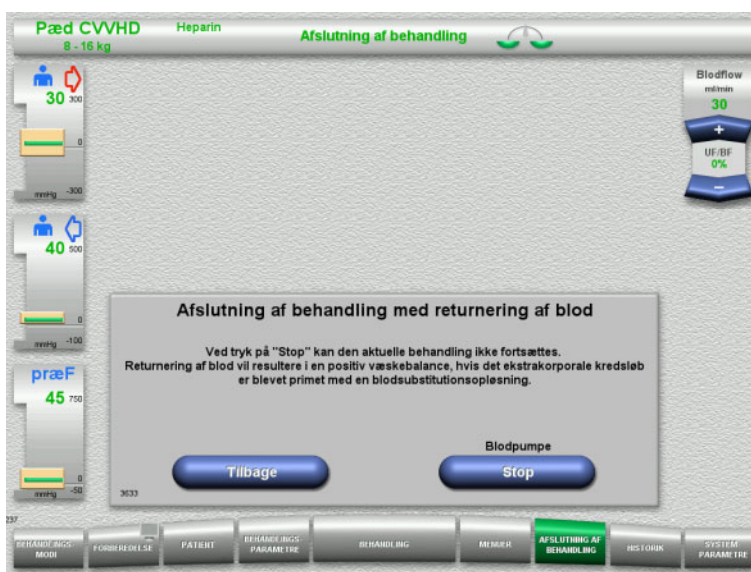 Pæd CVVHD
8 - 16 kg
Heparin
Afslutning af behandling
30
300
0
-300
mmHg
40
500
0
-100
mmHg
præF
45
750
0
-50
mmHg
Blodflow
ml/min
30
+
UF/BF
0%
–
Afslutning af behandling med returnering af blod
Ved tryk på "Stop" kan den aktuelle behandling ikke fortsættes.
Returnering af blod vil resultere i en positiv væskebalance, hvis det ekstrakorporale kredsløb
er blevet primet med en blodsubstitutionsopløsning.
Blodpumpe
Tilbage
Stop
3633
237
BEHANDLINGS-
MODI
FORBEREDELSE
PATIENT
BEHANDLINGS
PARAMETRE
BEHANDLING
MENUER
AFSLUTNING AF
BEHANDLING
HISTORIK
SYSTEM
PARAMETRE